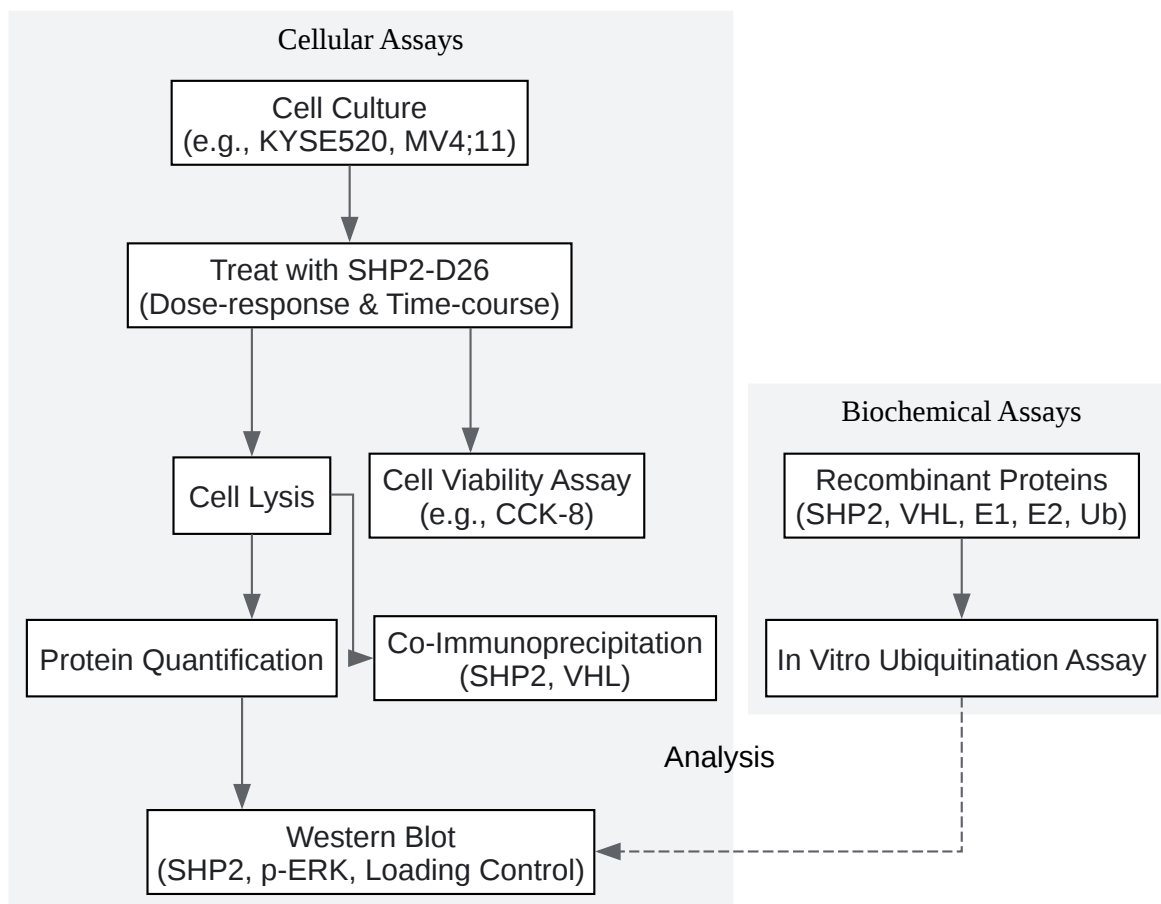 Cellular Assays
Cell Culture
(e.g., KYSE520, MV4;11)
Treat with SHP2-D26
(Dose-response & Time-course)
Cell Lysis
Cell Viability Assay
(e.g., CCK-8)
Protein Quantification
Co-Immunoprecipitation
(SHP2, VHL)
Western Blot
(SHP2, p-ERK, Loading Control)
Biochemical Assays
Recombinant Proteins
(SHP2, VHL, E1, E2, Ub)
In Vitro Ubiquitination Assay
Analysis